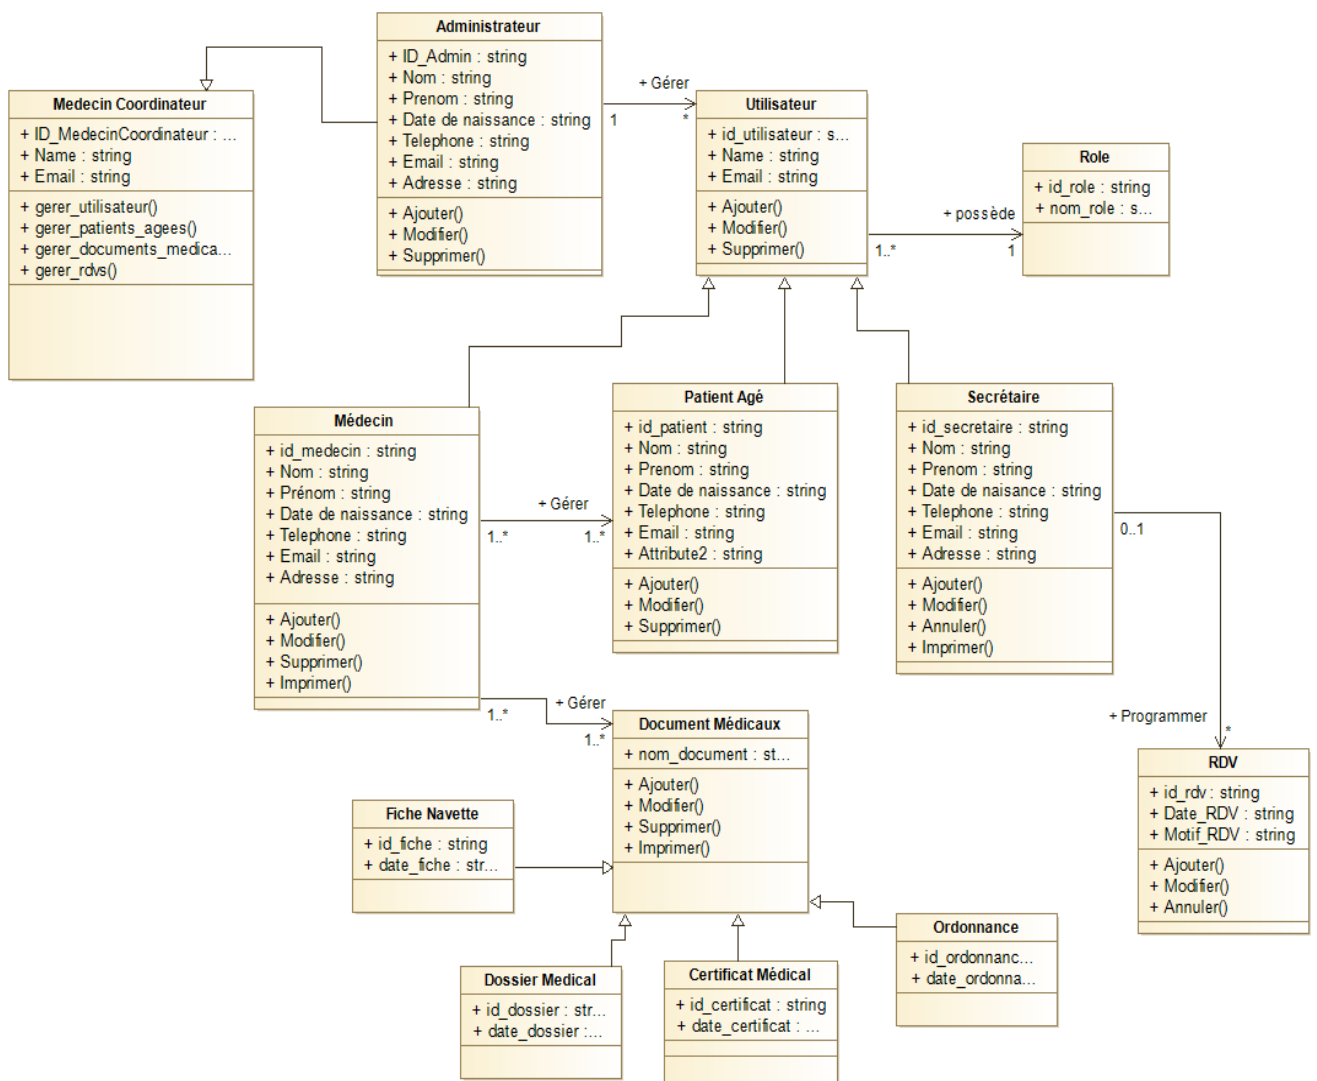 Administrateur
+ ID_Admin : string
+ Nom : string
+ Prenom : string
+ Date de naissance : string
+ Telephone : string
+ Email : string
+ Adresse : string
+ Ajouter()
+ Modifier()
+ Supprimer()
Medecin Coordinateur
+ ID_MedecinCoordinateur : ...
+ Name : string
+ Email : string
+ gerer_utilisateur()
+ gerer_patients_agees()
+ gerer_documents_medica...
+ gerer_rdvs()
+ Gérer
1
*
Utilisateur
+ id_utilisateur : s...
+ Name : string
+ Email : string
+ Ajouter()
+ Modifier()
+ Supprimer()
+ possède
1..*
1
Role
+ id_role : string
+ nom_role : s...
Médecin
+ id_medecin : string
+ Nom : string
+ Prénom : string
+ Date de naissance : string
+ Telephone : string
+ Email : string
+ Adresse : string
+ Ajouter()
+ Modifier()
+ Supprimer()
+ Imprimer()
+ Gérer
1..*
1..*
Patient Agé
+ id_patient : string
+ Nom : string
+ Prenom : string
+ Date de naissance : string
+ Telephone : string
+ Email : string
+ Attribute2 : string
+ Ajouter()
+ Modifier()
+ Supprimer()
Secrétaire
+ id_secretaire : string
+ Nom : string
+ Prenom : string
+ Date de naisance : string
+ Telephone : string
+ Email : string
+ Adresse : string
+ Ajouter()
+ Modifier()
+ Annuler()
+ Imprimer()
0..1
+ Programmer
*
+ Gérer
1..*
1..*
Document Médicaux
+ nom_document : st...
+ Ajouter()
+ Modifier()
+ Supprimer()
+ Imprimer()
RDV
+ id_rdv : string
+ Date_RDV : string
+ Motif_RDV : string
+ Ajouter()
+ Modifier()
+ Annuler()
Fiche Navette
+ id_fiche : string
+ date_fiche : str...
Dossier Medical
+ id_dossier : str...
+ date_dossier :...
Certificat Médical
+ id_certificat : string
+ date_certificat : ...
Ordonnance
+ id_ordonnanc...
+ date_ordonna...